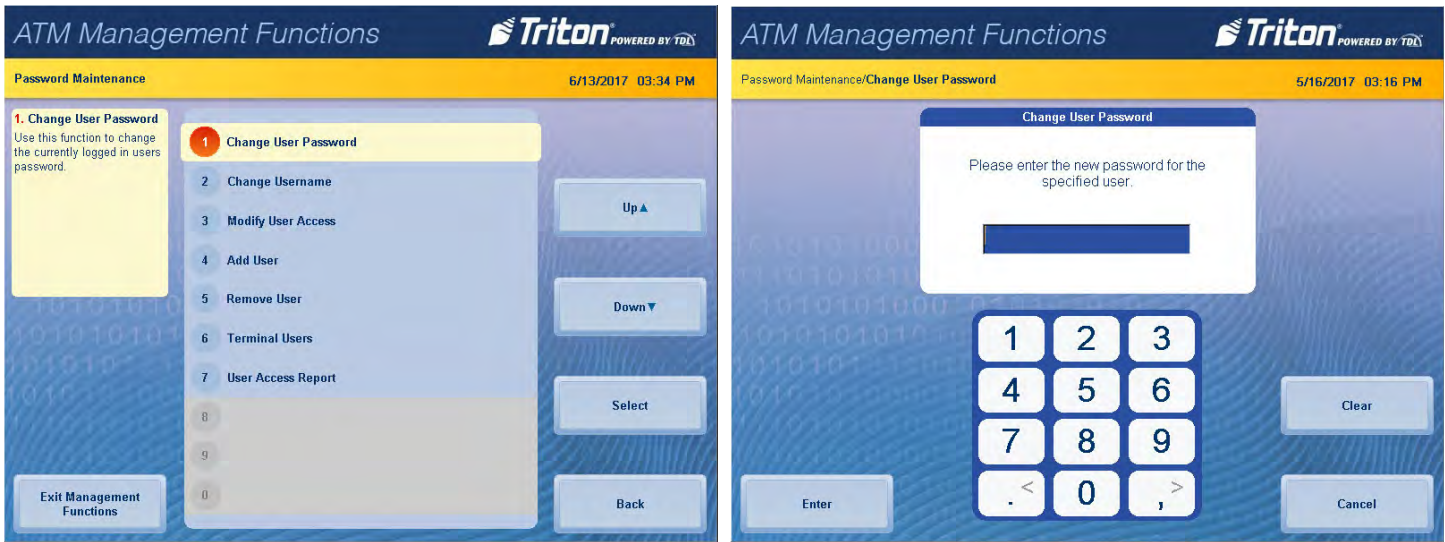 ATM Management Functions
Triton POWERED BY TDL
Password Maintenance
6/13/2017 03:34 PM
1. Change User Password
Use this function to change
the currently logged in users
password.
1 Change User Password
2 Change Username
3 Modify User Access
4 Add User
5 Remove User
6 Terminal Users
7 User Access Report
8
9
0
Up▲
Down▼
Select
Back
Exit Management
Functions
ATM Management Functions
Triton POWERED BY TDL
Password Maintenance/Change User Password
5/16/2017 03:16 PM
Change User Password
Please enter the new password for the
specified user.
1 2 3
4 5 6
7 8 9
. < 0 , >
Clear
Enter
Cancel